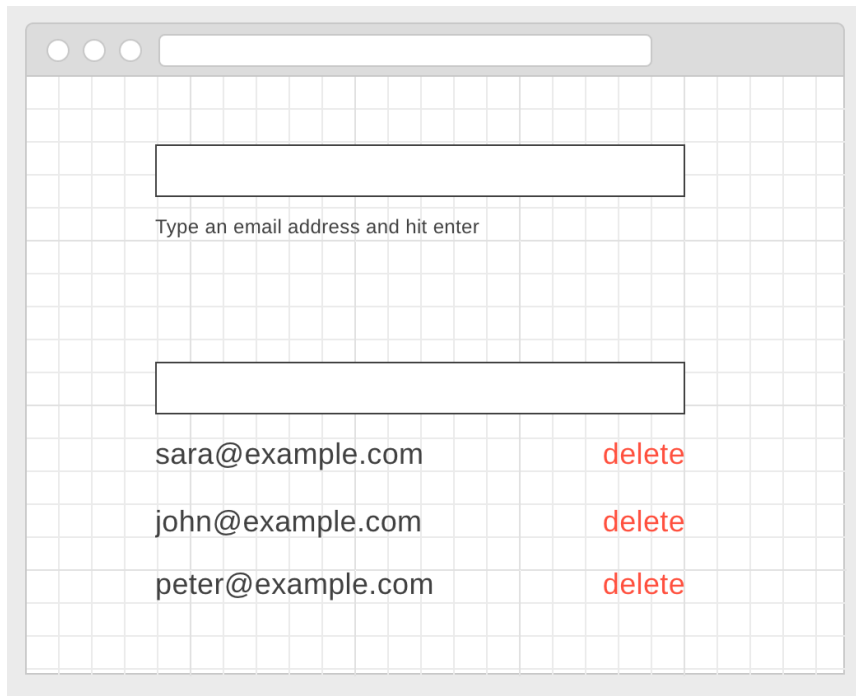 Type an email address and hit enter
sara@example.com delete
john@example.com delete
peter@example.com delete